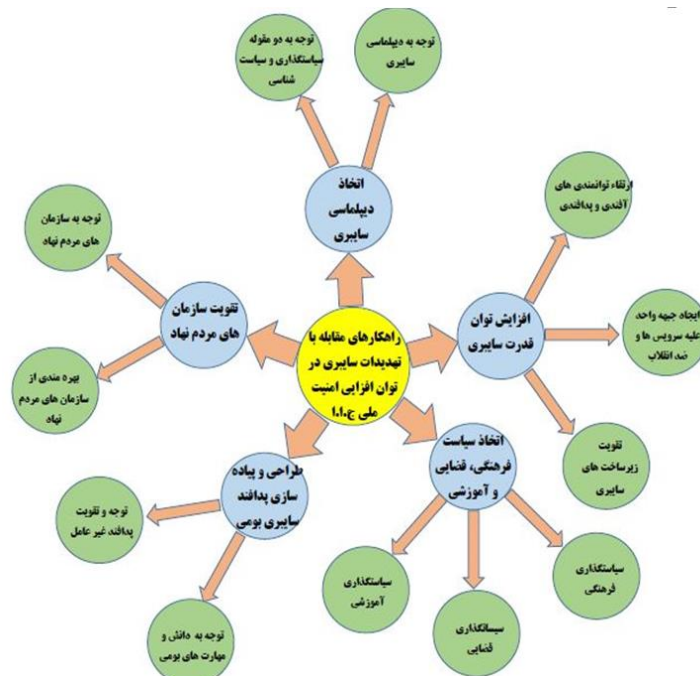 توجه به دو مقوله
سیاستگذاری و سیاست
شناسی
توجه به دیپلماسی
سایبری
اتخاذ
دیپلماسی
سایبری
ارتقاء توانمندی های
آفندی و پدافندی
توجه به سازمان
های مردم نهاد
تقویت سازمان
های مردم نهاد
افزایش توان
قدرت سایبری
ایجاد جبهه واحد
علیه سرویس ها و
ضد انقلاب
راهکارهای مقابله با
تهدیدات سایبری در
توان افزایی امنیت
ملی ج.ا.ا
بهره مندی از
سازمان های مردم
نهاد
اتخاذ سیاست
فرهنگی، قضایی
و آموزشی
تقویت
زیرساخت های
سایبری
طراحی و پیاده
سازی پدافند
سایبری بومی
توجه و تقویت
پدافند غیر عامل
سیاستگذاری
فرهنگی
سیاستگذاری
آموزشی
سیساتگذاری
قضایی
توجه به دانش و
مهارت های بومی